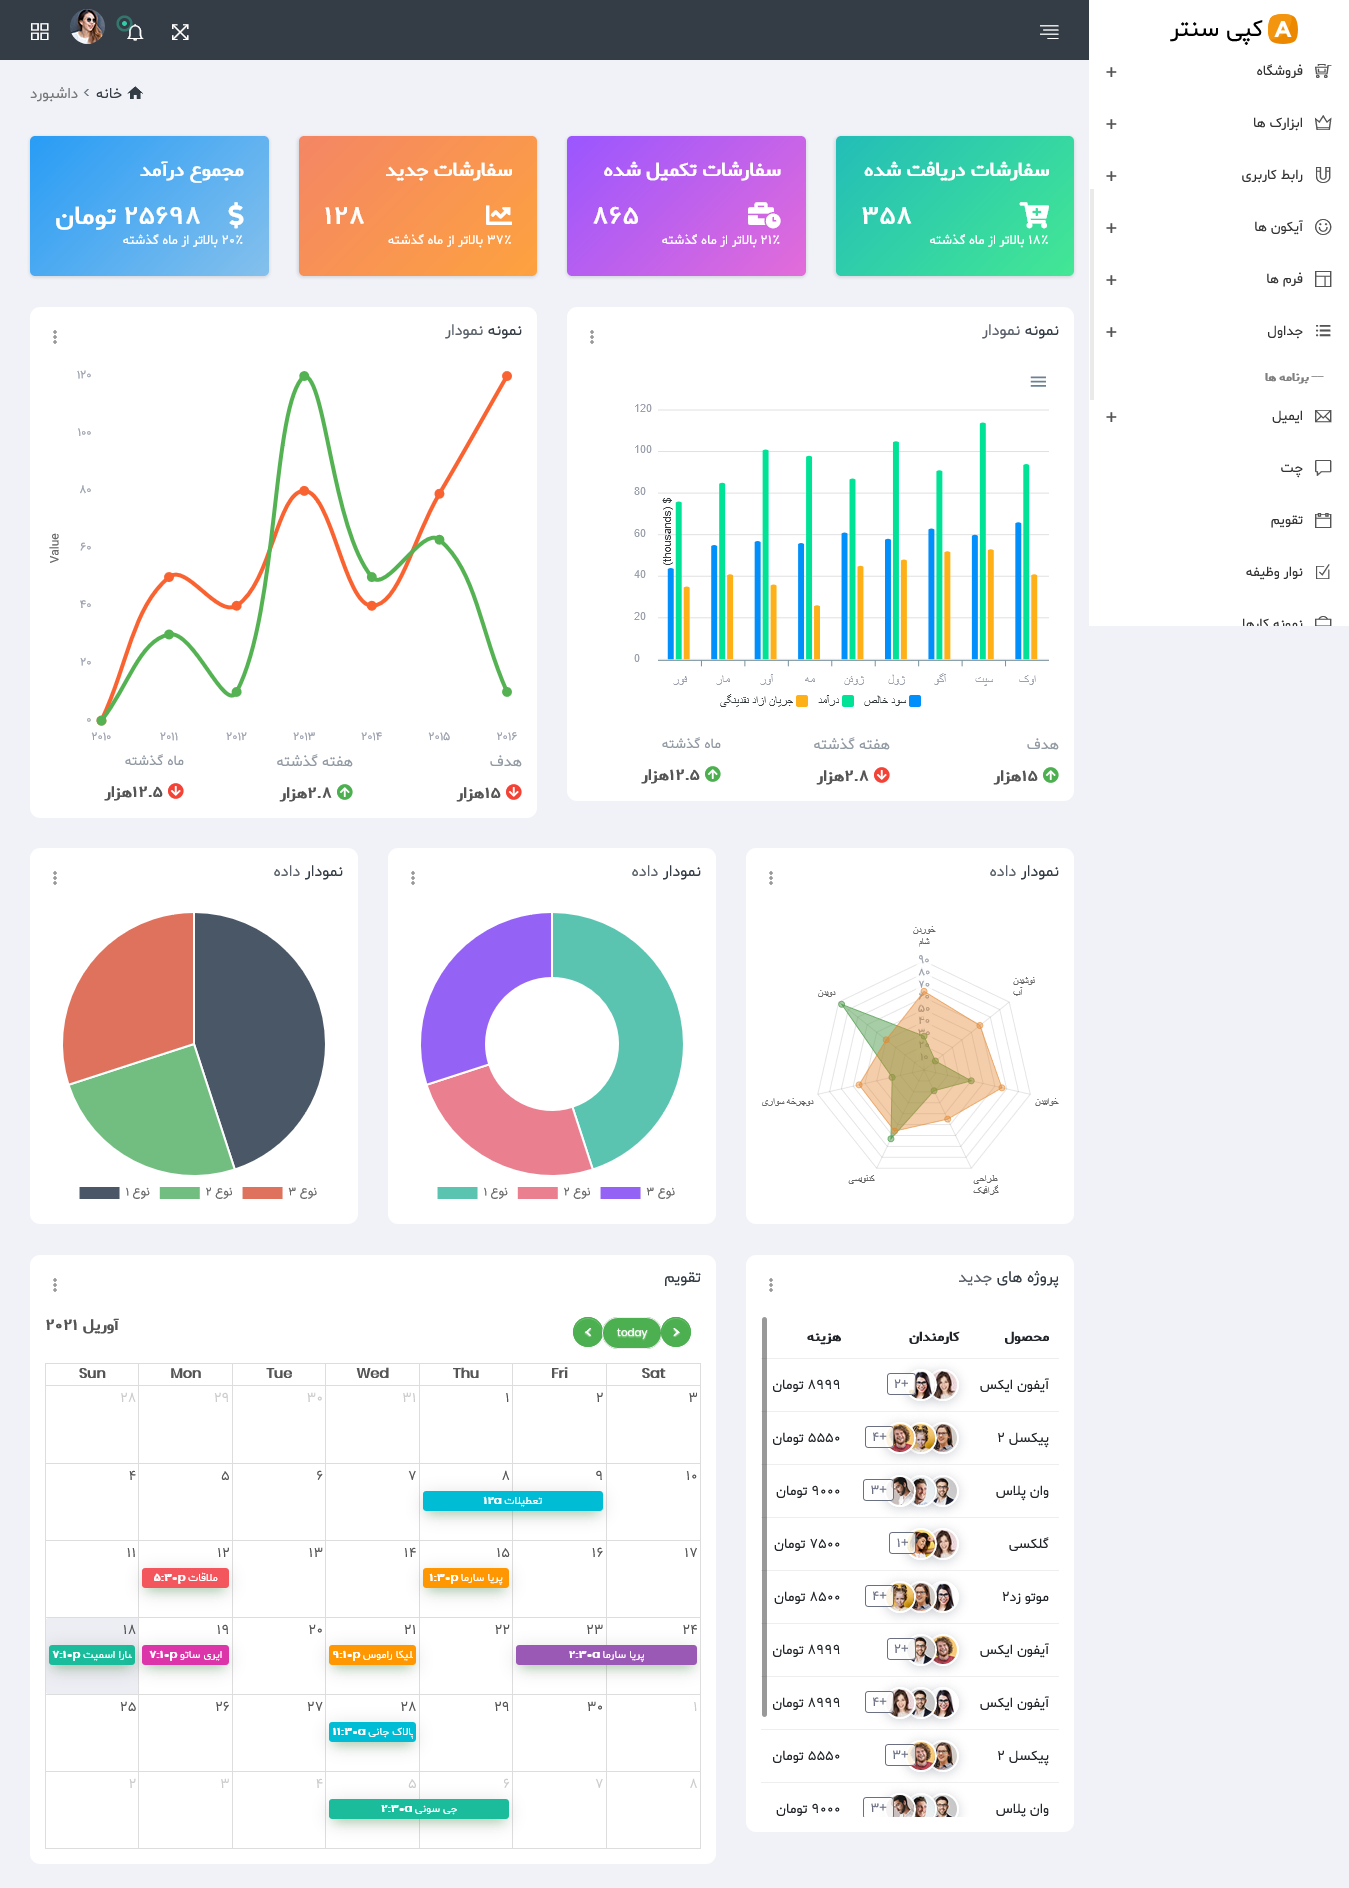 کپی سنتر
فروشگاه
ابزارک ها
رابط کاربری
آیکون ها
فرم ها
جداول
برنامه ها
ایمیل
چت
تقویم
نوار وظیفه
نمونه کارها
خانه > داشبورد
سفارشات دریافت شده
۳۵۸
۱۸٪ بالاتر از ماه گذشته
سفارشات تکمیل شده
۸۶۵
۲۱٪ بالاتر از ماه گذشته
سفارشات جدید
۱۲۸
۳۷٪ بالاتر از ماه گذشته
مجموع درآمد
۲۵۶۹۸ تومان
۲۰٪ بالاتر از ماه گذشته
نمونه نمودار
120
100
80
60
40
20
0
$ (thousands)
فور مار آور مه ژوئن ژول آگو سپت اوک
سود خالص درآمد جریان ازاد نقدینگی
هدف
۱۵هزار
هفته گذشته
۲.۸هزار
ماه گذشته
۱۲.۵هزار
نمونه نمودار
۱۲۰
۱۰۰
۸۰
۶۰
۴۰
۲۰
۰
Value
۲۰۱۰ ۲۰۱۱ ۲۰۱۲ ۲۰۱۳ ۲۰۱۴ ۲۰۱۵ ۲۰۱۶
هدف
۱۵هزار
هفته گذشته
۲.۸هزار
ماه گذشته
۱۲.۵هزار
نمودار داده
خوردن
شام
نوشیدن
آب
خوابیدن
طراحی
گرافیک
کدنویسی
دوچرخه سواری
دویدن
۹۰
۸۰
۷۰
۶۰
۵۰
۴۰
۳۰
۲۰
۱۰
نمودار داده
نوع ۱ نوع ۲ نوع ۳
نمودار داده
نوع ۱ نوع ۲ نوع ۳
پروژه های جدید
محصول کارمندان هزینه
آیفون ایکس +۲ ۸۹۹۹ تومان
پیکسل ۲ +۴ ۵۵۵۰ تومان
وان پلاس +۳ ۹۰۰۰ تومان
گلکسی +۱ ۷۵۰۰ تومان
موتو زد۲ +۴ ۸۵۰۰ تومان
آیفون ایکس +۲ ۸۹۹۹ تومان
آیفون ایکس +۴ ۸۹۹۹ تومان
پیکسل ۲ +۳ ۵۵۵۰ تومان
وان پلاس +۳ ۹۰۰۰ تومان
تقویم
آوریل ۲۰۲۱
today
Sun Mon Tue Wed Thu Fri Sat
۲۸ ۲۹ ۳۰ ۳۱ ۱ ۲ ۳
۴ ۵ ۶ ۷ ۸ ۹ ۱۰
۱۲a تعطیلات
۱۱ ۱۲ ۱۳ ۱۴ ۱۵ ۱۶ ۱۷
۵:۳۰p ملاقات
۱:۳۰p پریا سارما
۱۸ ۱۹ ۲۰ ۲۱ ۲۲ ۲۳ ۲۴
۷:۱۰p سارا اسمیت
۷:۱۰p ایری ساتو
۹:۱۰p لیکا راموس
۲:۳۰a پریا سارما
۲۵ ۲۶ ۲۷ ۲۸ ۲۹ ۳۰ ۱
۱۱:۳۰a پالاک جانی
۲ ۳ ۴ ۵ ۶ ۷ ۸
۲:۳۰a جی سونی